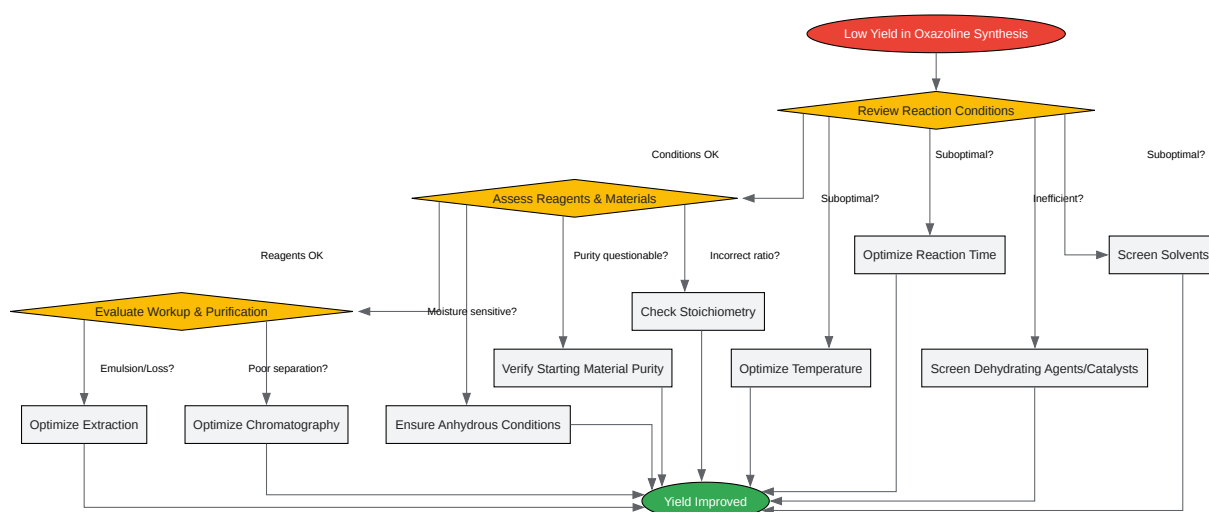 Low Yield in Oxazoline Synthesis
Review Reaction Conditions
Conditions OK
Suboptimal?
Suboptimal?
Assess Reagents & Materials
Suboptimal?
Inefficient?
Reagents OK
Purity questionable?
Incorrect ratio?
Optimize Reaction Time
Screen Solvents
Evaluate Workup & Purification
Moisture sensitive?
Check Stoichiometry
Emulsion/Loss?
Poor separation?
Verify Starting Material Purity
Optimize Temperature
Screen Dehydrating Agents/Catalysts
Optimize Extraction
Optimize Chromatography
Ensure Anhydrous Conditions
Yield Improved